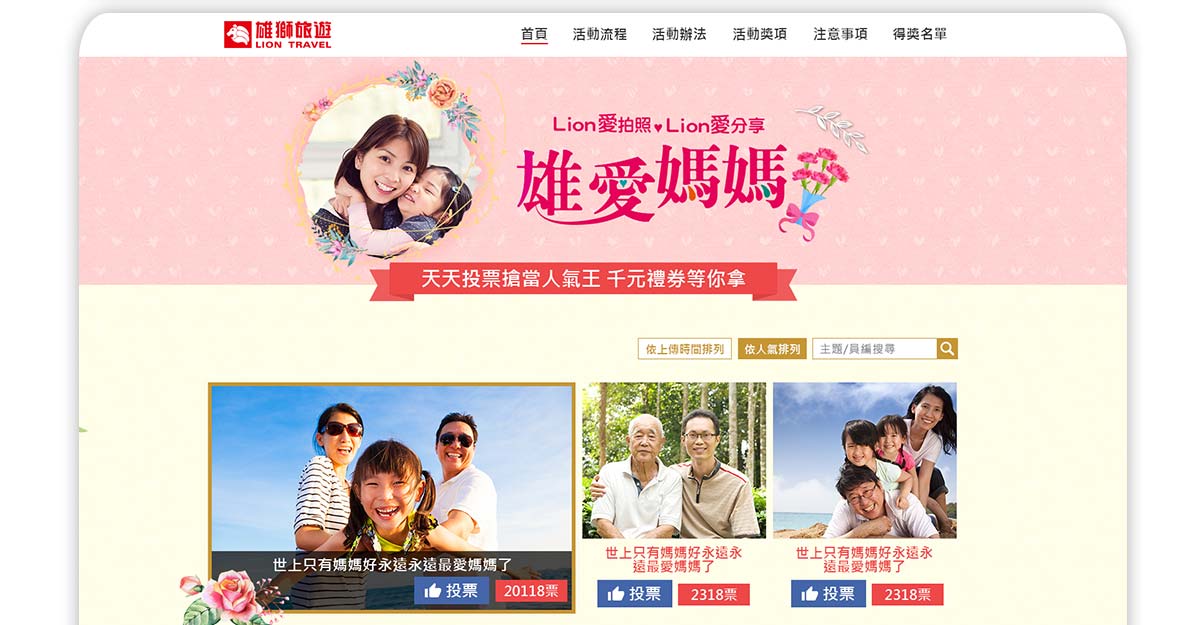 雄獅旅遊
LION TRAVEL
首頁 活動流程 活動辦法 活動獎項 注意事項 得獎名單
Lion愛拍照♥Lion愛分享
雄愛媽媽
天天投票搶當人氣王 千元禮券等你拿
依上傳時間排列 依人氣排列 主題/員編搜尋
世上只有媽媽好永遠永遠最愛媽媽了
投票 20118票
世上只有媽媽好永遠永
遠最愛媽媽了
投票 2318票
世上只有媽媽好永遠永
遠最愛媽媽了
投票 2318票